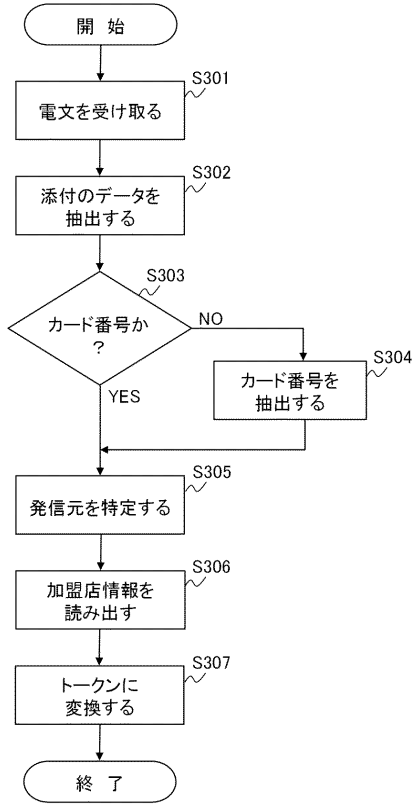 開 始
S301
電文を受け取る
S302
添付のデータを
抽出する
S303
カード番号か
？
NO
YES
S304
カード番号を
抽出する
S305
発信元を特定する
S306
加盟店情報を
読み出す
S307
トークンに
変換する
終 了